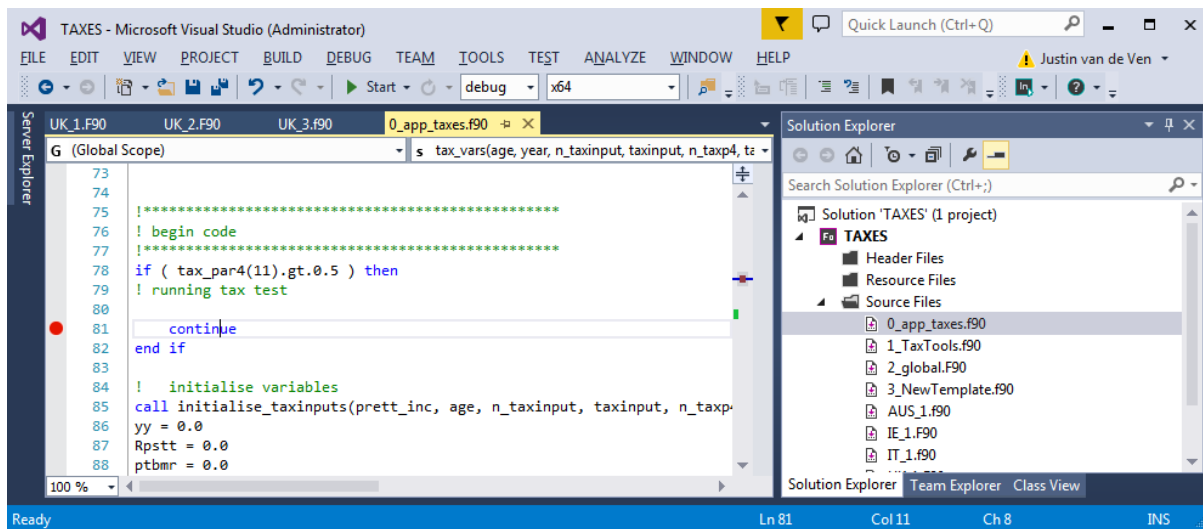 TAXES - Microsoft Visual Studio (Administrator)
Quick Launch (Ctrl+Q)
FILE EDIT VIEW PROJECT BUILD DEBUG TEAM TOOLS TEST ANALYZE WINDOW HELP
Justin van de Ven
Start debug x64
Server Explorer
UK_1.F90 UK_2.F90 UK_3.f90 0_app_taxes.f90
(Global Scope) tax_vars(age, year, n_taxinput, taxinput, n_taxp4, ta
73
74
75 !*************************************************
76 ! begin code
77 !*************************************************
78 if ( tax_par4(11).gt.0.5 ) then
79 ! running tax test
80
81 continue
82 end if
83
84 ! initialise variables
85 call initialise_taxinputs(prett_inc, age, n_taxinput, taxinput, n_taxp
86 yy = 0.0
87 Rpstt = 0.0
88 ptbmr = 0.0
100 %
Solution Explorer
Search Solution Explorer (Ctrl+;)
Solution 'TAXES' (1 project)
TAXES
Header Files
Resource Files
Source Files
0_app_taxes.f90
1_TaxTools.f90
2_global.F90
3_NewTemplate.f90
AUS_1.f90
IE_1.F90
IT_1.f90
Solution Explorer Team Explorer Class View
Ready Ln 81 Col 11 Ch 8 INS